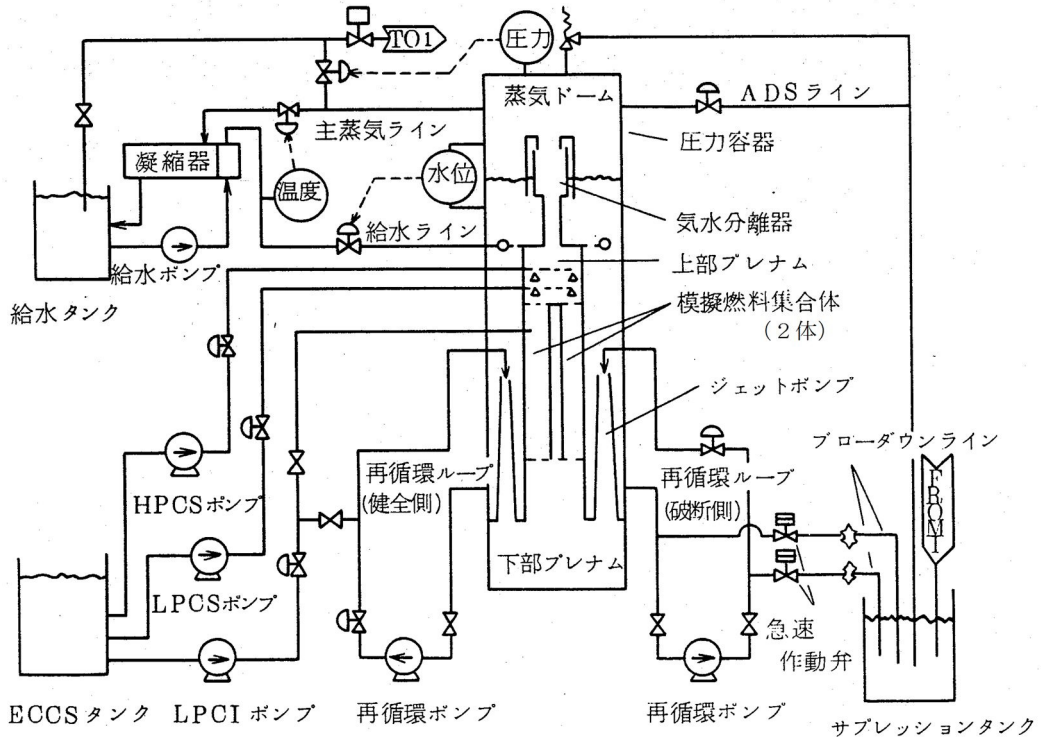 TO1
圧力
蒸気ドーム
ADSライン
圧力容器
主蒸気ライン
凝縮器
温度
水位
気水分離器
給水ライン
給水ポンプ
上部プレナム
給水タンク
模擬燃料集合体
(2体)
ジェットポンプ
ブローダウンライン
再循環ループ
(健全側)
再循環ループ
(破断側)
FROM1
HPCSポンプ
下部プレナム
LPCSポンプ
急速
作動弁
ECCSタンク
LPCIポンプ
再循環ポンプ
再循環ポンプ
サプレッションタンク